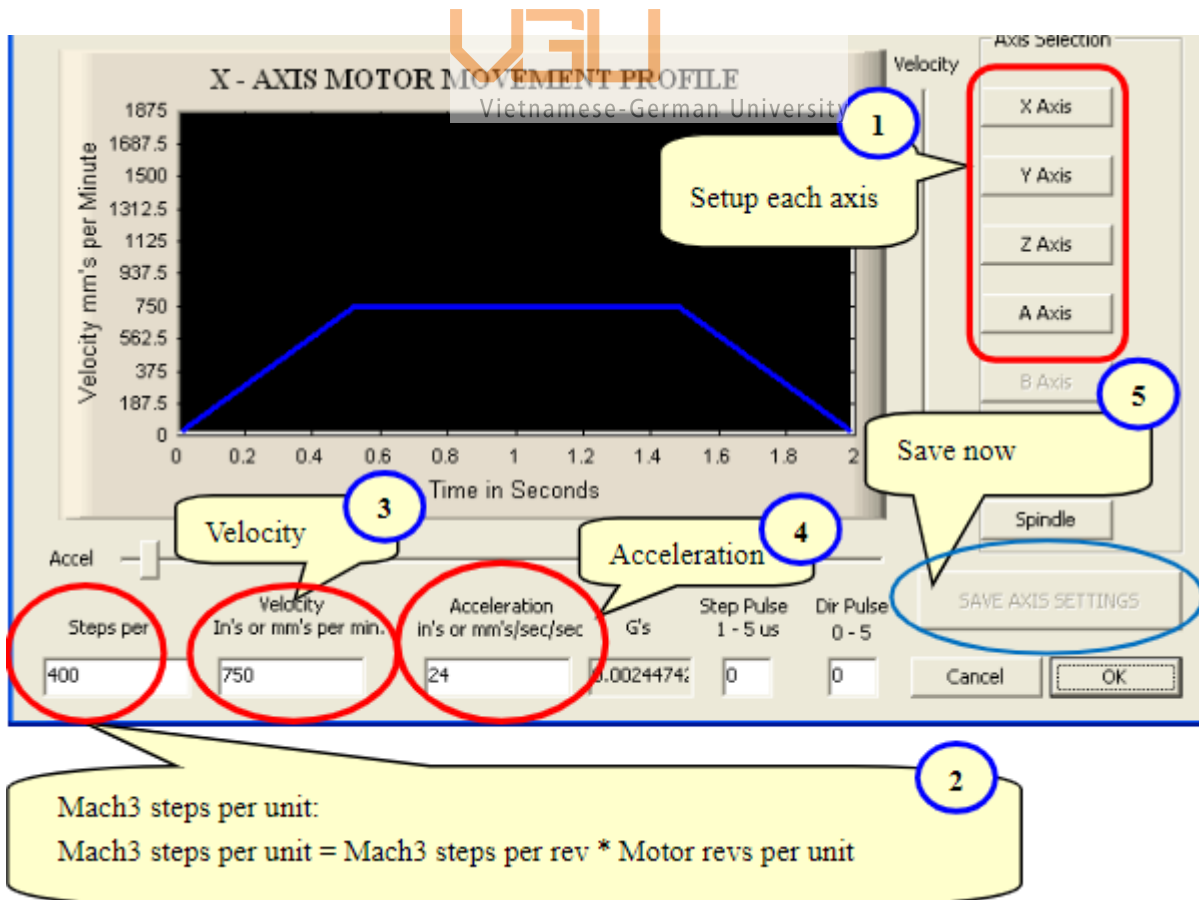 VGU
Vietnamese-German University
Axis Selection
X - AXIS MOTOR MOVEMENT PROFILE
Velocity
1
Setup each axis
X Axis
Y Axis
Z Axis
A Axis
B Axis
Velocity mm's per Minute
1875
1687.5
1500
1312.5
1125
937.5
750
562.5
375
187.5
0
0 0.2 0.4 0.6 0.8 1 1.2 1.4 1.6 1.8 2
Time in Seconds
5
Save now
Spindle
3
Velocity
4
Acceleration
Accel
SAVE AXIS SETTINGS
Steps per
Velocity
In's or mm's per min.
Acceleration
in's or mm's/sec/sec
G's
Step Pulse
1 - 5 us
Dir Pulse
0 - 5
400
750
24
0.00244742
0
0
Cancel
OK
2
Mach3 steps per unit:
Mach3 steps per unit = Mach3 steps per rev * Motor revs per unit